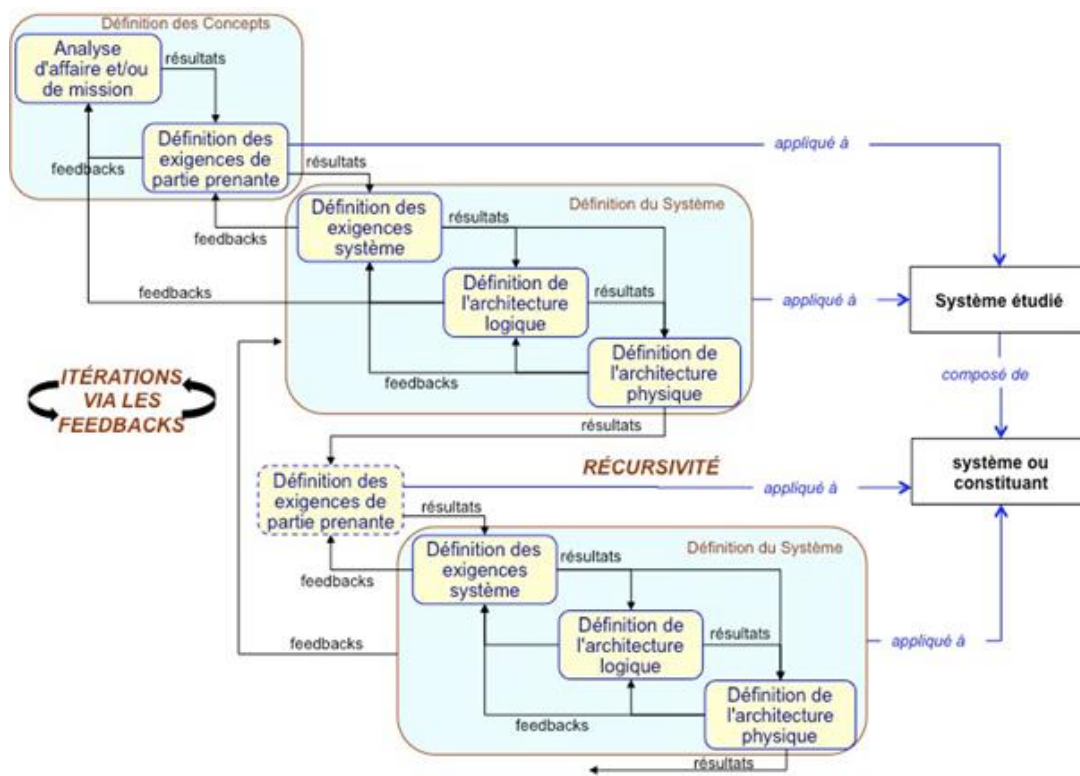 Définition des Concepts
Analyse
d'affaire et/ou
de mission
résultats
Définition des
exigences de
partie prenante
feedbacks
résultats
appliqué à
Définition du Système
Définition des
exigences
système
résultats
feedbacks
feedbacks
Définition de
l'architecture
logique
résultats
appliqué à
Système étudié
Définition de
l'architecture
physique
feedbacks
composé de
ITÉRATIONS
VIA LES
FEEDBACKS
résultats
RÉCURSIVITÉ
système ou
constituant
Définition des
exigences de
partie prenante
appliqué à
résultats
Définition du Système
Définition des
exigences
système
résultats
feedbacks
feedbacks
Définition de
l'architecture
logique
résultats
appliqué à
Définition de
l'architecture
physique
feedbacks
résultats